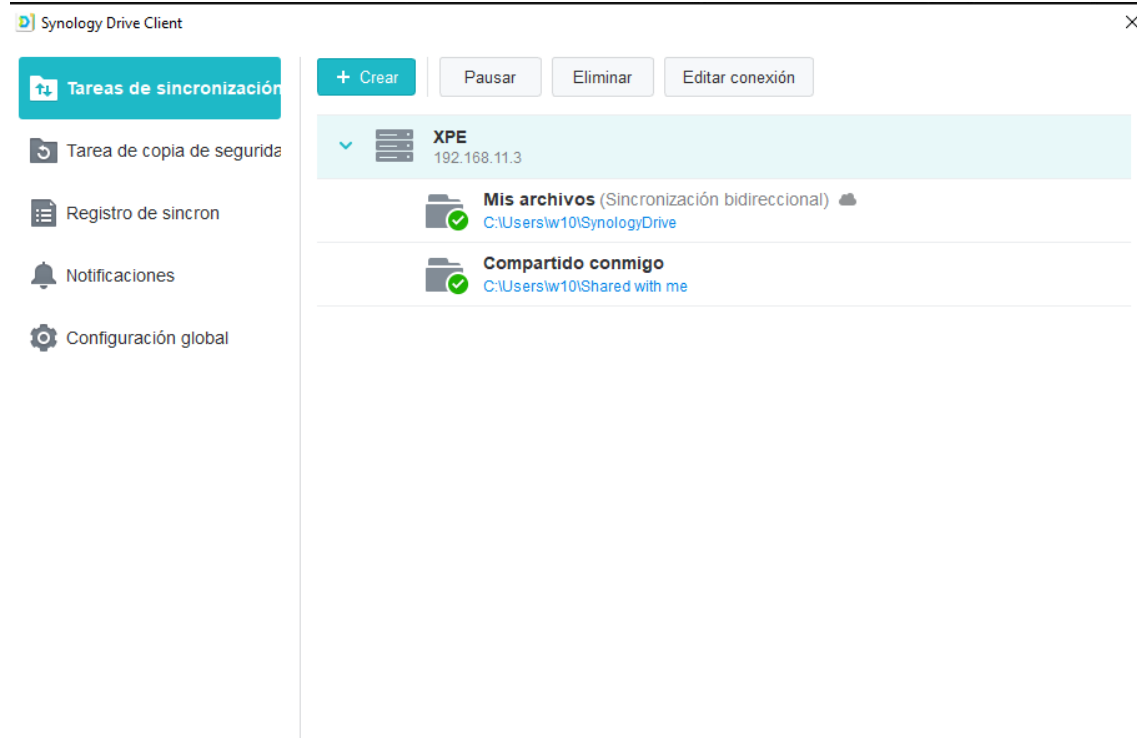 Synology Drive Client
Tareas de sincronización
Tarea de copia de segurida
Registro de sincron
Notificaciones
Configuración global
+ Crear
Pausar
Eliminar
Editar conexión
XPE
192.168.11.3
Mis archivos (Sincronización bidireccional)
C:\Users\w10\SynologyDrive
Compartido conmigo
C:\Users\w10\Shared with me